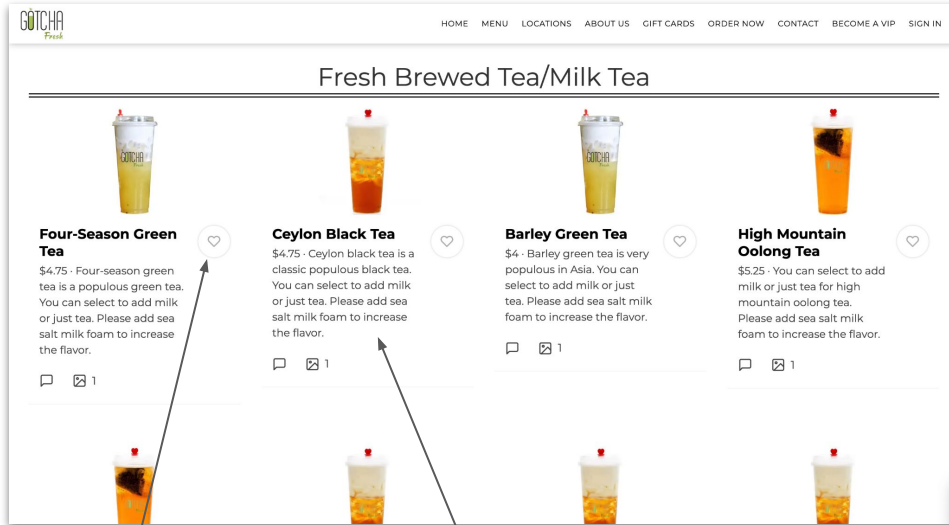 GOTCHA
Fresh
HOME MENU LOCATIONS ABOUT US GIFT CARDS ORDER NOW CONTACT BECOME A VIP SIGN IN
Fresh Brewed Tea/Milk Tea
GOTCHA
Fresh
GOTCHA
Fresh
Four-Season Green
Tea
$4.75 · Four-season green
tea is a populous green tea.
You can select to add milk
or just tea. Please add sea
salt milk foam to increase
the flavor.
1
Ceylon Black Tea
$4.75 · Ceylon black tea is a
classic populous black tea.
You can select to add milk
or just tea. Please add sea
salt milk foam to increase
the flavor.
1
Barley Green Tea
$4 · Barley green tea is very
populous in Asia. You can
select to add milk or just
tea. Please add sea salt milk
foam to increase the flavor.
1
High Mountain
Oolong Tea
$5.25 · You can select to add
milk or just tea for high
mountain oolong tea.
Please add sea salt milk
foam to increase the flavor.
1